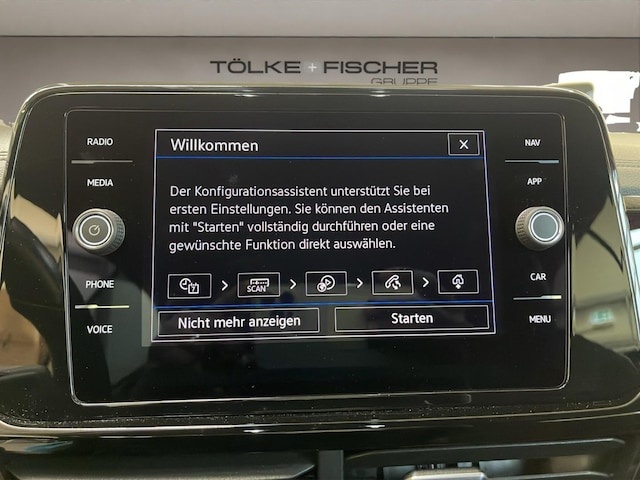 TÖLKE + FISCHER
GRUPPE
RADIO
MEDIA
PHONE
VOICE
Willkommen
Der Konfigurationsassistent unterstützt Sie bei
ersten Einstellungen. Sie können den Assistenten
mit "Starten" vollständig durchführen oder eine
gewünschte Funktion direkt auswählen.
7
SCAN
Nicht mehr anzeigen
Starten
NAV
APP
CAR
MENU